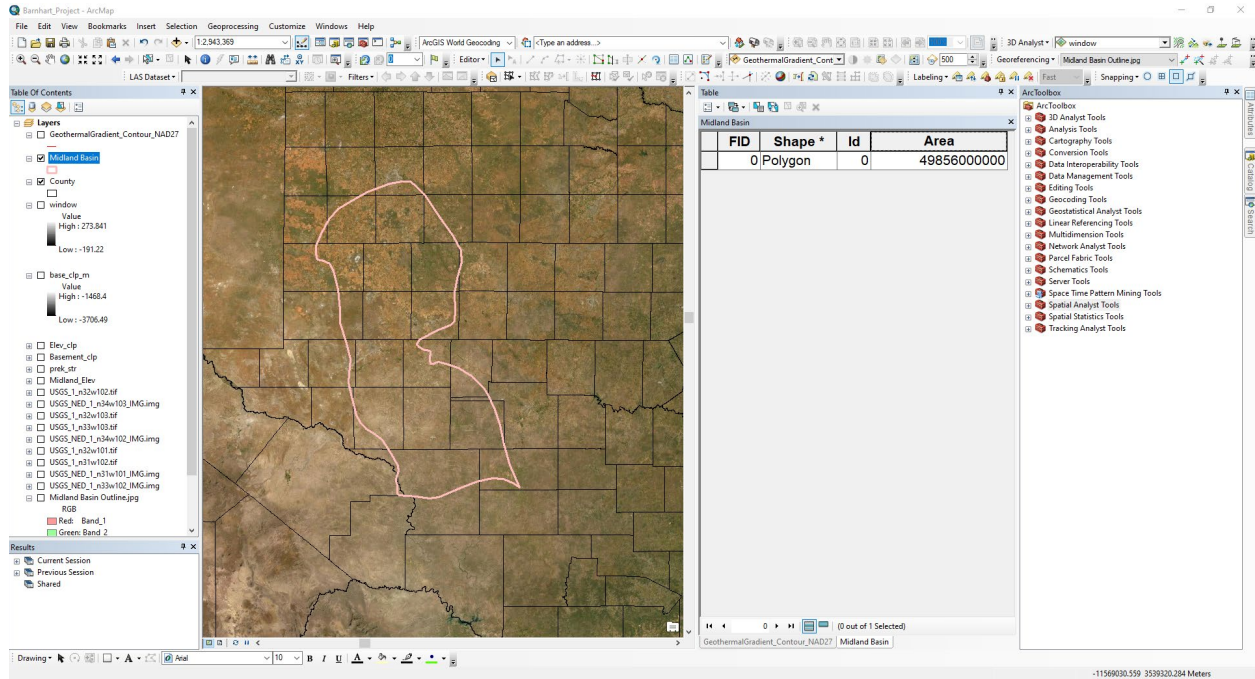 Barnhart_Project - ArcMap
File Edit View Bookmarks Insert Selection Geoprocessing Customize Windows Help
1:2,943,369 ArcGIS World Geocoding <Type an address...> 3D Analyst window
Editor GeothermalGradient_Cont 500 Georeferencing Midland Basin Outline.jpg
LAS Dataset Filters Labeling Fast Snapping
Table Of Contents
Layers
GeothermalGradient_Contour_NAD27
Midland Basin
County
window
Value
High : 273.841
Low : -191.22
base_clp_m
Value
High : -1468.4
Low : -3706.49
Elev_clp
Basement_clp
prek_str
Midland_Elev
USGS_1_n32w102.tif
USGS_NED_1_n34w103_IMG.img
USGS_1_n32w103.tif
USGS_1_n33w103.tif
USGS_NED_1_n34w102_IMG.img
USGS_1_n32w101.tif
USGS_1_n31w102.tif
USGS_NED_1_n31w101_IMG.img
USGS_NED_1_n33w102_IMG.img
Midland Basin Outline.jpg
RGB
Red: Band_1
Green: Band_2
Results
Current Session
Previous Session
Shared
Table
Midland Basin
FID Shape * Id Area
0 Polygon 0 49856000000
0 (0 out of 1 Selected)
GeothermalGradient_Contour_NAD27 Midland Basin
ArcToolbox
ArcToolbox
3D Analyst Tools
Analysis Tools
Cartography Tools
Conversion Tools
Data Interoperability Tools
Data Management Tools
Editing Tools
Geocoding Tools
Geostatistical Analyst Tools
Linear Referencing Tools
Multidimension Tools
Network Analyst Tools
Parcel Fabric Tools
Schematics Tools
Server Tools
Space Time Pattern Mining Tools
Spatial Analyst Tools
Spatial Statistics Tools
Tracking Analyst Tools
Attributes
Catalog
Search
Drawing Arial 10 B I U A
-11569030.559 3539320.284 Meters